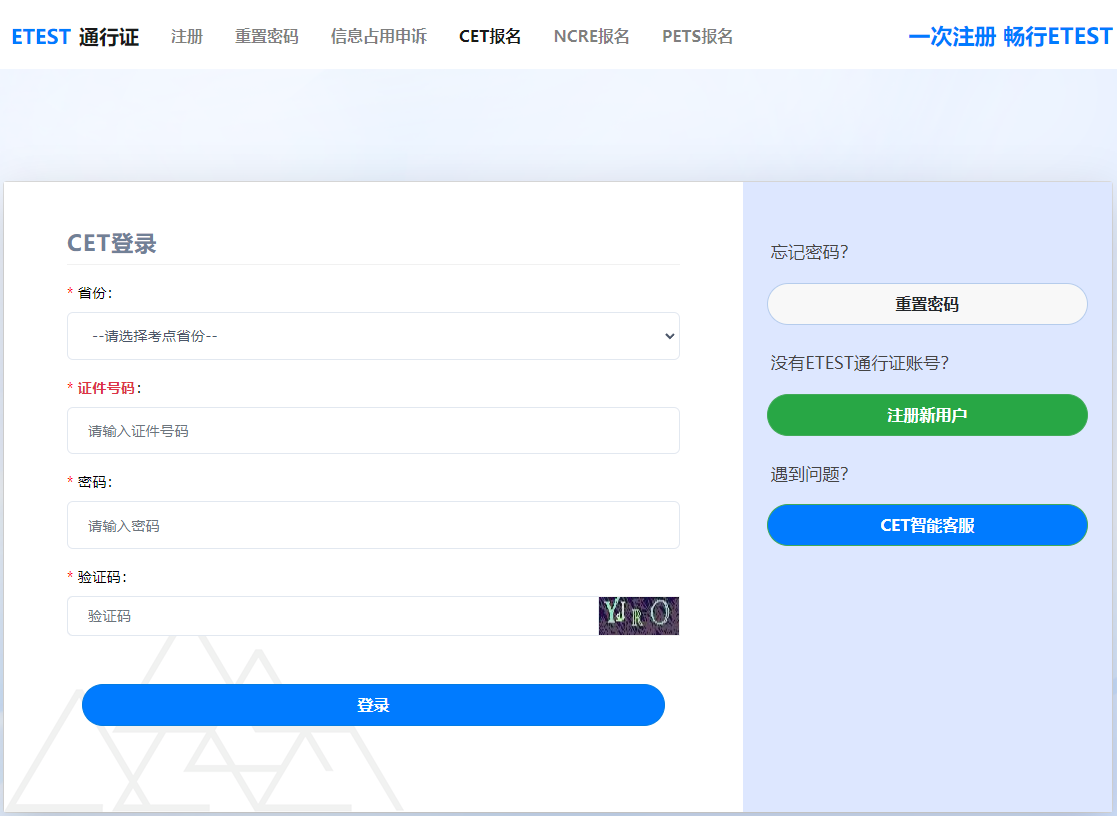 ETEST 通行证 注册 重置密码 信息占用申诉 CET报名 NCRE报名 PETS报名 一次注册 畅行ETEST
CET登录
* 省份：
--请选择考点省份--
* 证件号码：
请输入证件号码
* 密码：
请输入密码
* 验证码：
验证码 YJRO
登录
忘记密码？
重置密码
没有ETEST通行证账号？
注册新用户
遇到问题？
CET智能客服